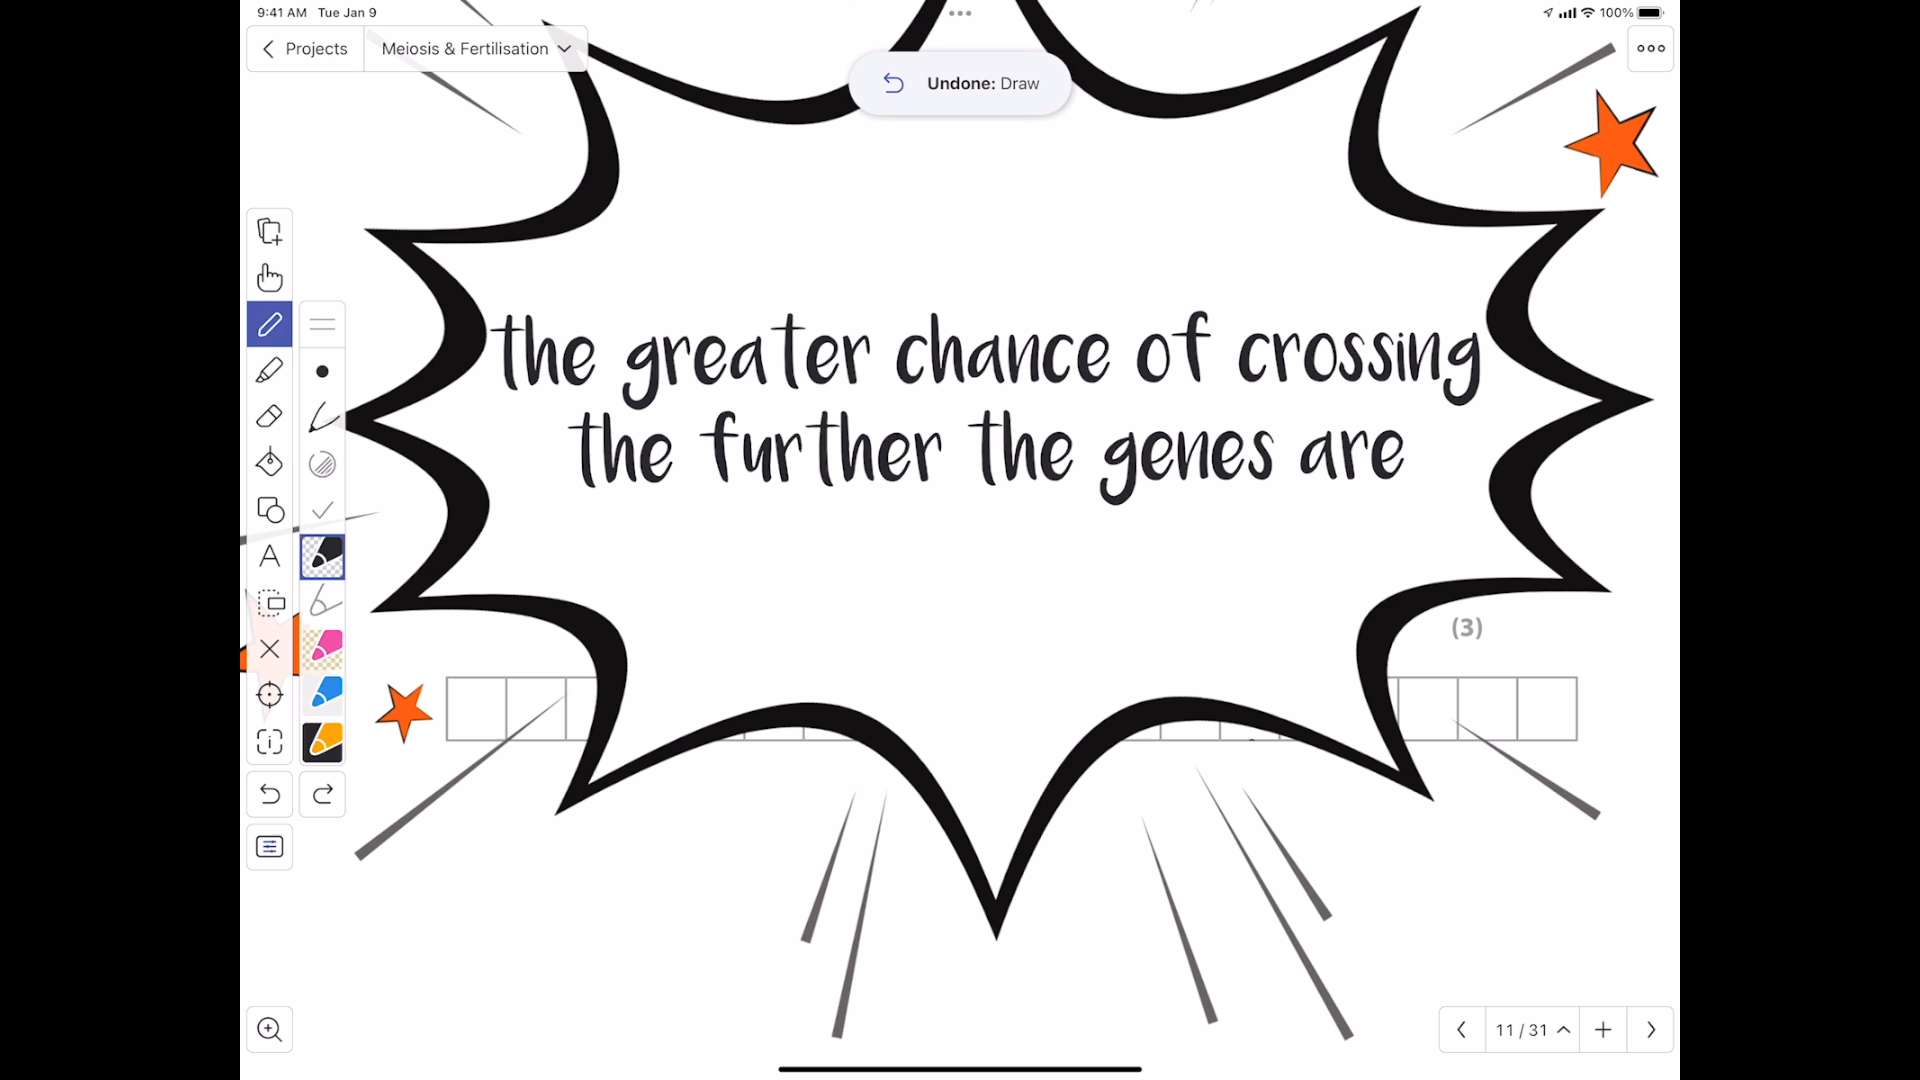 9:41 AM Tue Jan 9
100%
Projects
Meiosis & Fertilisation
Undone: Draw
the greater chance of crossing
the further the genes are
(3)
11 / 31